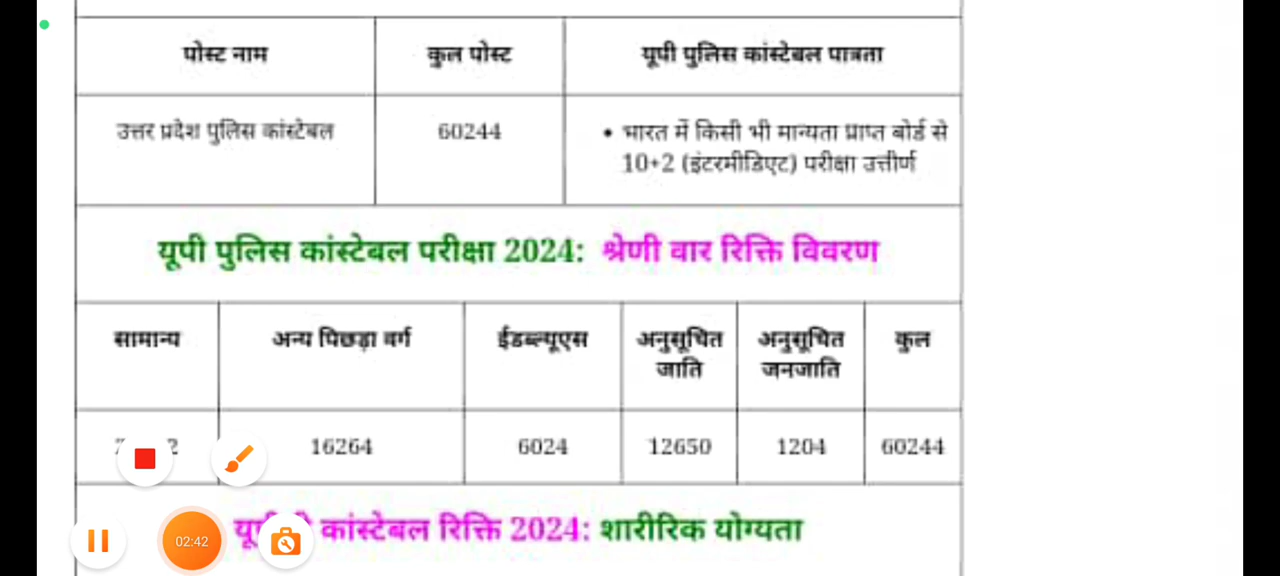 पोस्ट नाम कुल पोस्ट यूपी पुलिस कांस्टेबल पात्रता
उत्तर प्रदेश पुलिस कांस्टेबल 60244 • भारत में किसी भी मान्यता प्राप्त बोर्ड से
10+2 (इंटरमीडिएट) परीक्षा उत्तीर्ण
यूपी पुलिस कांस्टेबल परीक्षा 2024: श्रेणी वार रिक्ति विवरण
सामान्य अन्य पिछड़ा वर्ग ईडब्ल्यूएस अनुसूचित अनुसूचित कुल
जाति जनजाति
16264 6024 12650 1204 60244
कांस्टेबल रिक्ति 2024: शारीरिक योग्यता
02:42